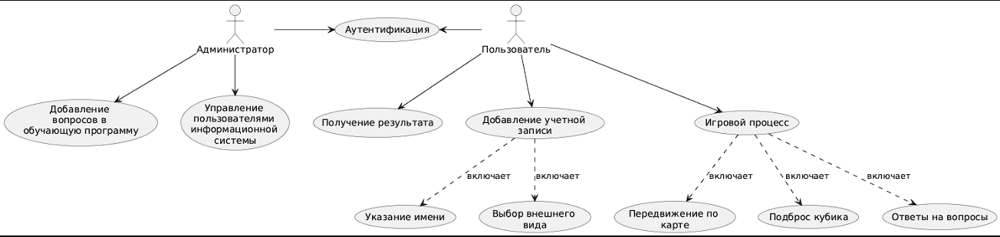 Аутентификация
Администратор
Пользователь
Добавление
вопросов в
обучающую программу
Управление
пользователями
информационной
системы
Получение результата
Добавление учетной
записи
Игровой процесс
включает
включает
включает
включает
включает
Указание имени
Выбор внешнего
вида
Передвижение по
карте
Подброс кубика
Ответы на вопросы